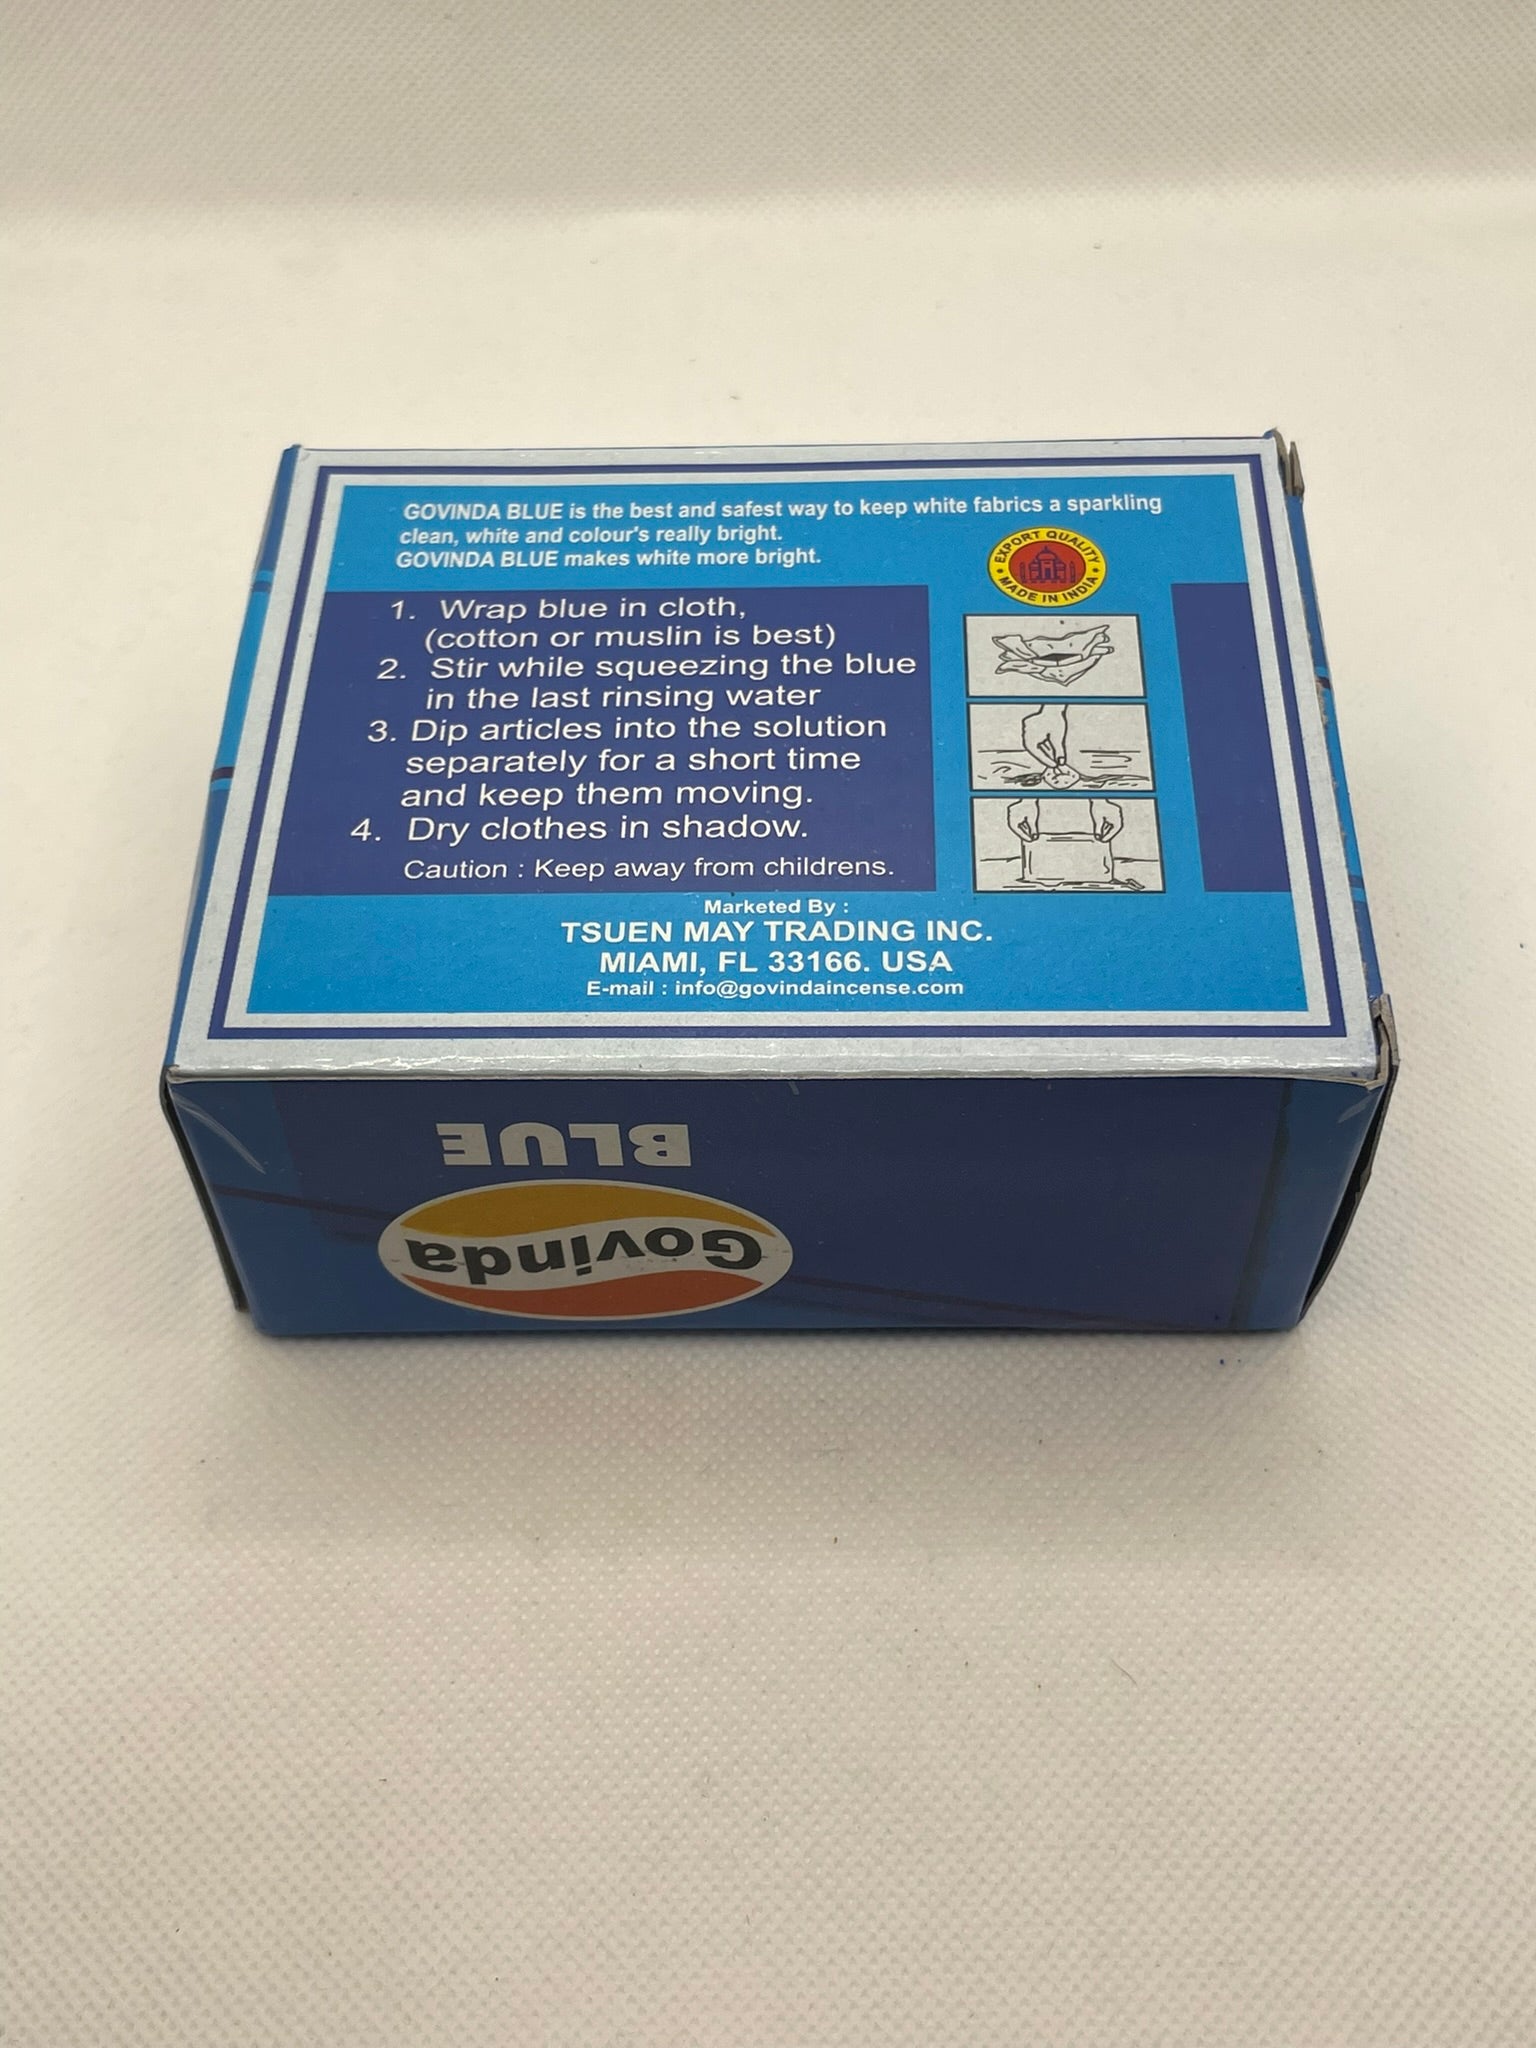 GOVINDA BLUE is the best and safest way to keep white fabrics a sparkling
clean, white and colour's really bright.
GOVINDA BLUE makes white more bright.
EXPORT QUALITY
MADE IN INDIA
1. Wrap blue in cloth,
(cotton or muslin is best)
2. Stir while squeezing the blue
in the last rinsing water
3. Dip articles into the solution
separately for a short time
and keep them moving.
4. Dry clothes in shadow.
Caution : Keep away from childrens.
Marketed By :
TSUEN MAY TRADING INC.
MIAMI, FL 33166. USA
E-mail : info@govindaincense.com
BLUE
Govinda